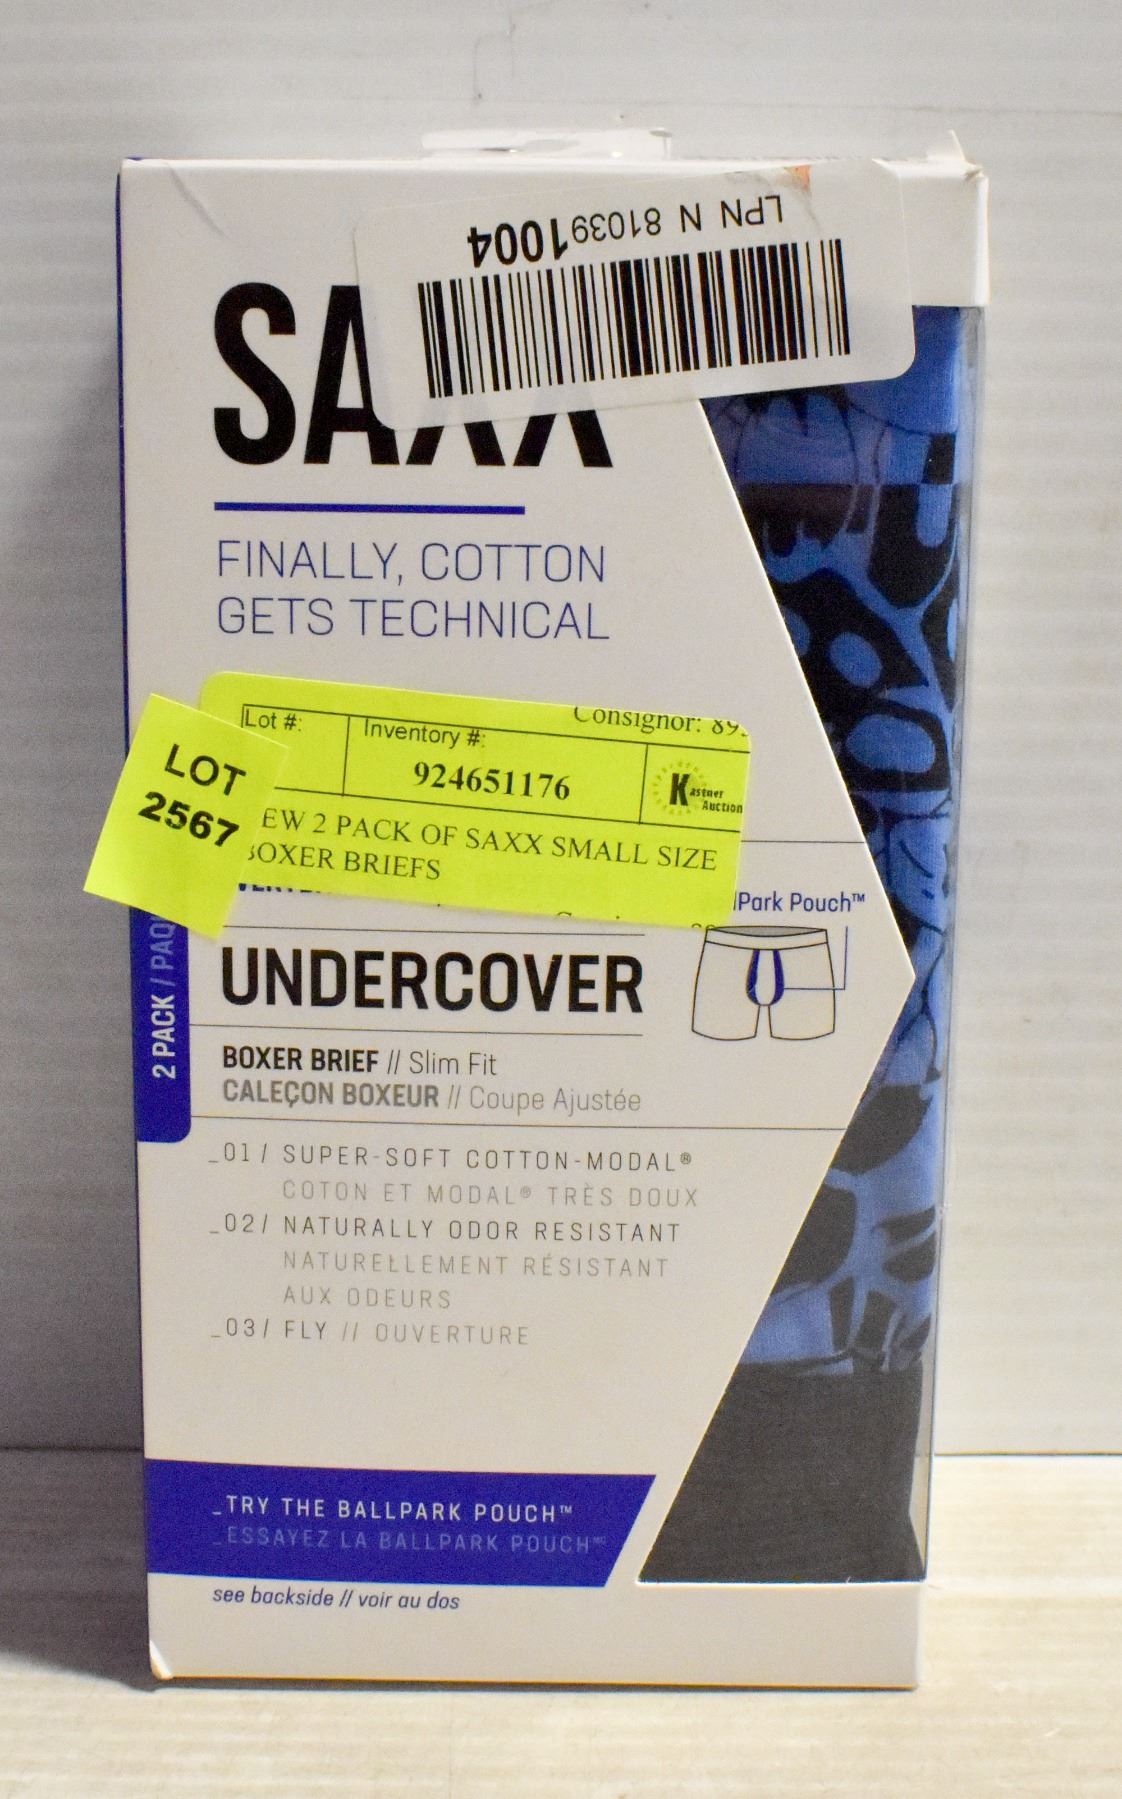 LPN N 810391004
SAXX
FINALLY, COTTON
GETS TECHNICAL
Consignor:
Lot #:
Inventory #:
924651176
Kastner
Auction
LOT
2567
EW 2 PACK OF SAXX SMALL SIZE
BOXER BRIEFS
Park Pouch™
UNDERCOVER
2 PACK /
BOXER BRIEF // Slim Fit
CALEÇON BOXEUR // Coupe Ajustée
_01/ SUPER-SOFT COTTON-MODAL®
COTON ET MODAL® TRÈS DOUX
_02/ NATURALLY ODOR RESISTANT
NATURELLEMENT RÉSISTANT
AUX ODEURS
_03/ FLY // OUVERTURE
_TRY THE BALLPARK POUCH™
_ESSAYEZ LA BALLPARK POUCH
see backside // voir au dos